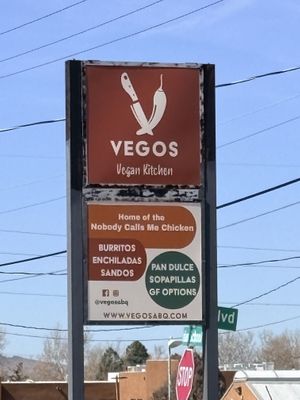 VEGOS
Vegan Kitchen
Home of the
Nobody Calls Me Chicken
BURRITOS
ENCHILADAS
SANDOS
PAN DULCE
SOPAPILLAS
GF OPTIONS
@vegosabq
WWW.VEGOSABQ.COM
lvd
STOP